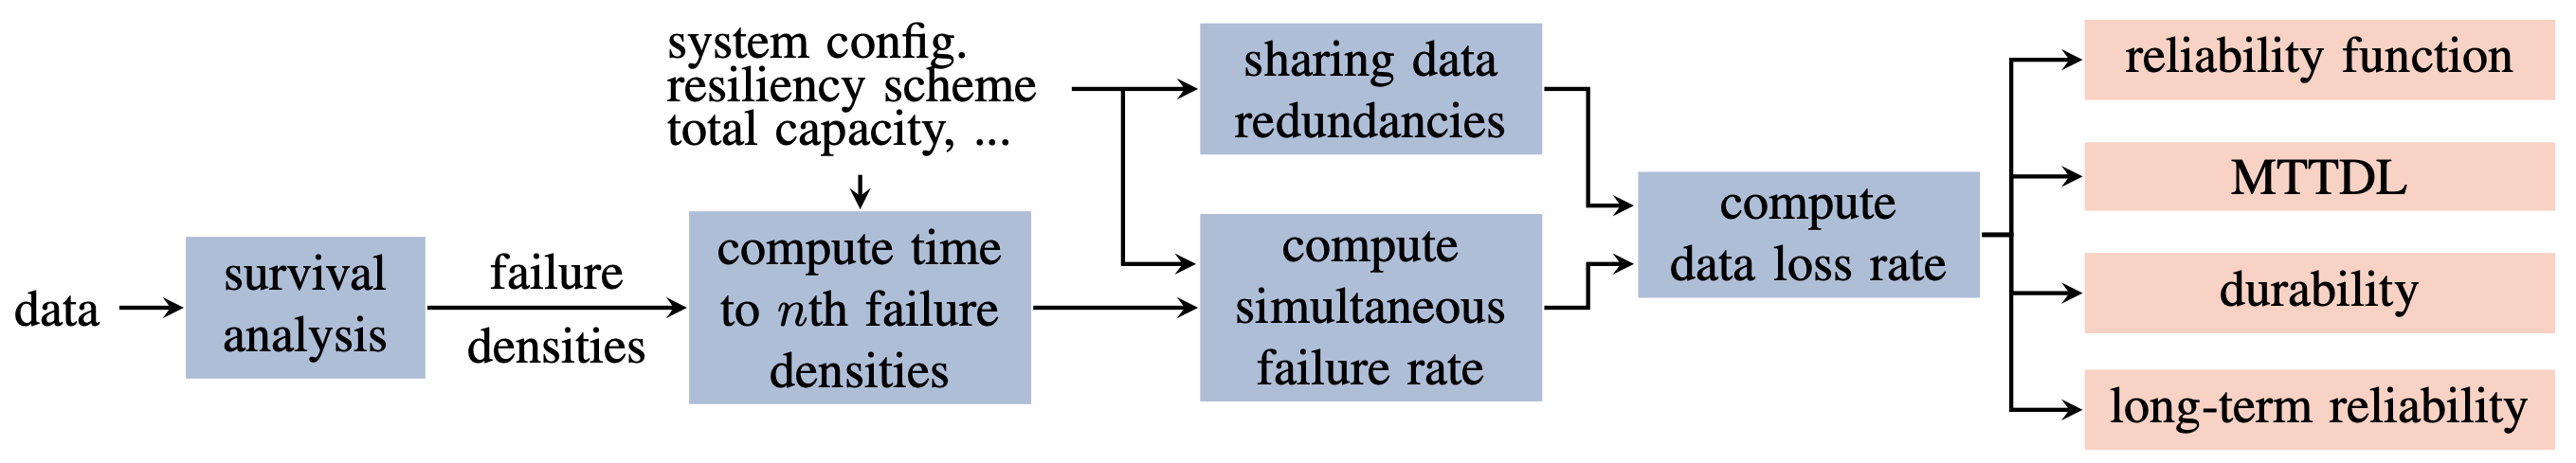 data
survival
analysis
failure
densities
system config.
resiliency scheme
total capacity, ...
compute time
to nth failure
densities
sharing data
redundancies
compute
simultaneous
failure rate
compute
data loss rate
reliability function
MTTDL
durability
long-term reliability